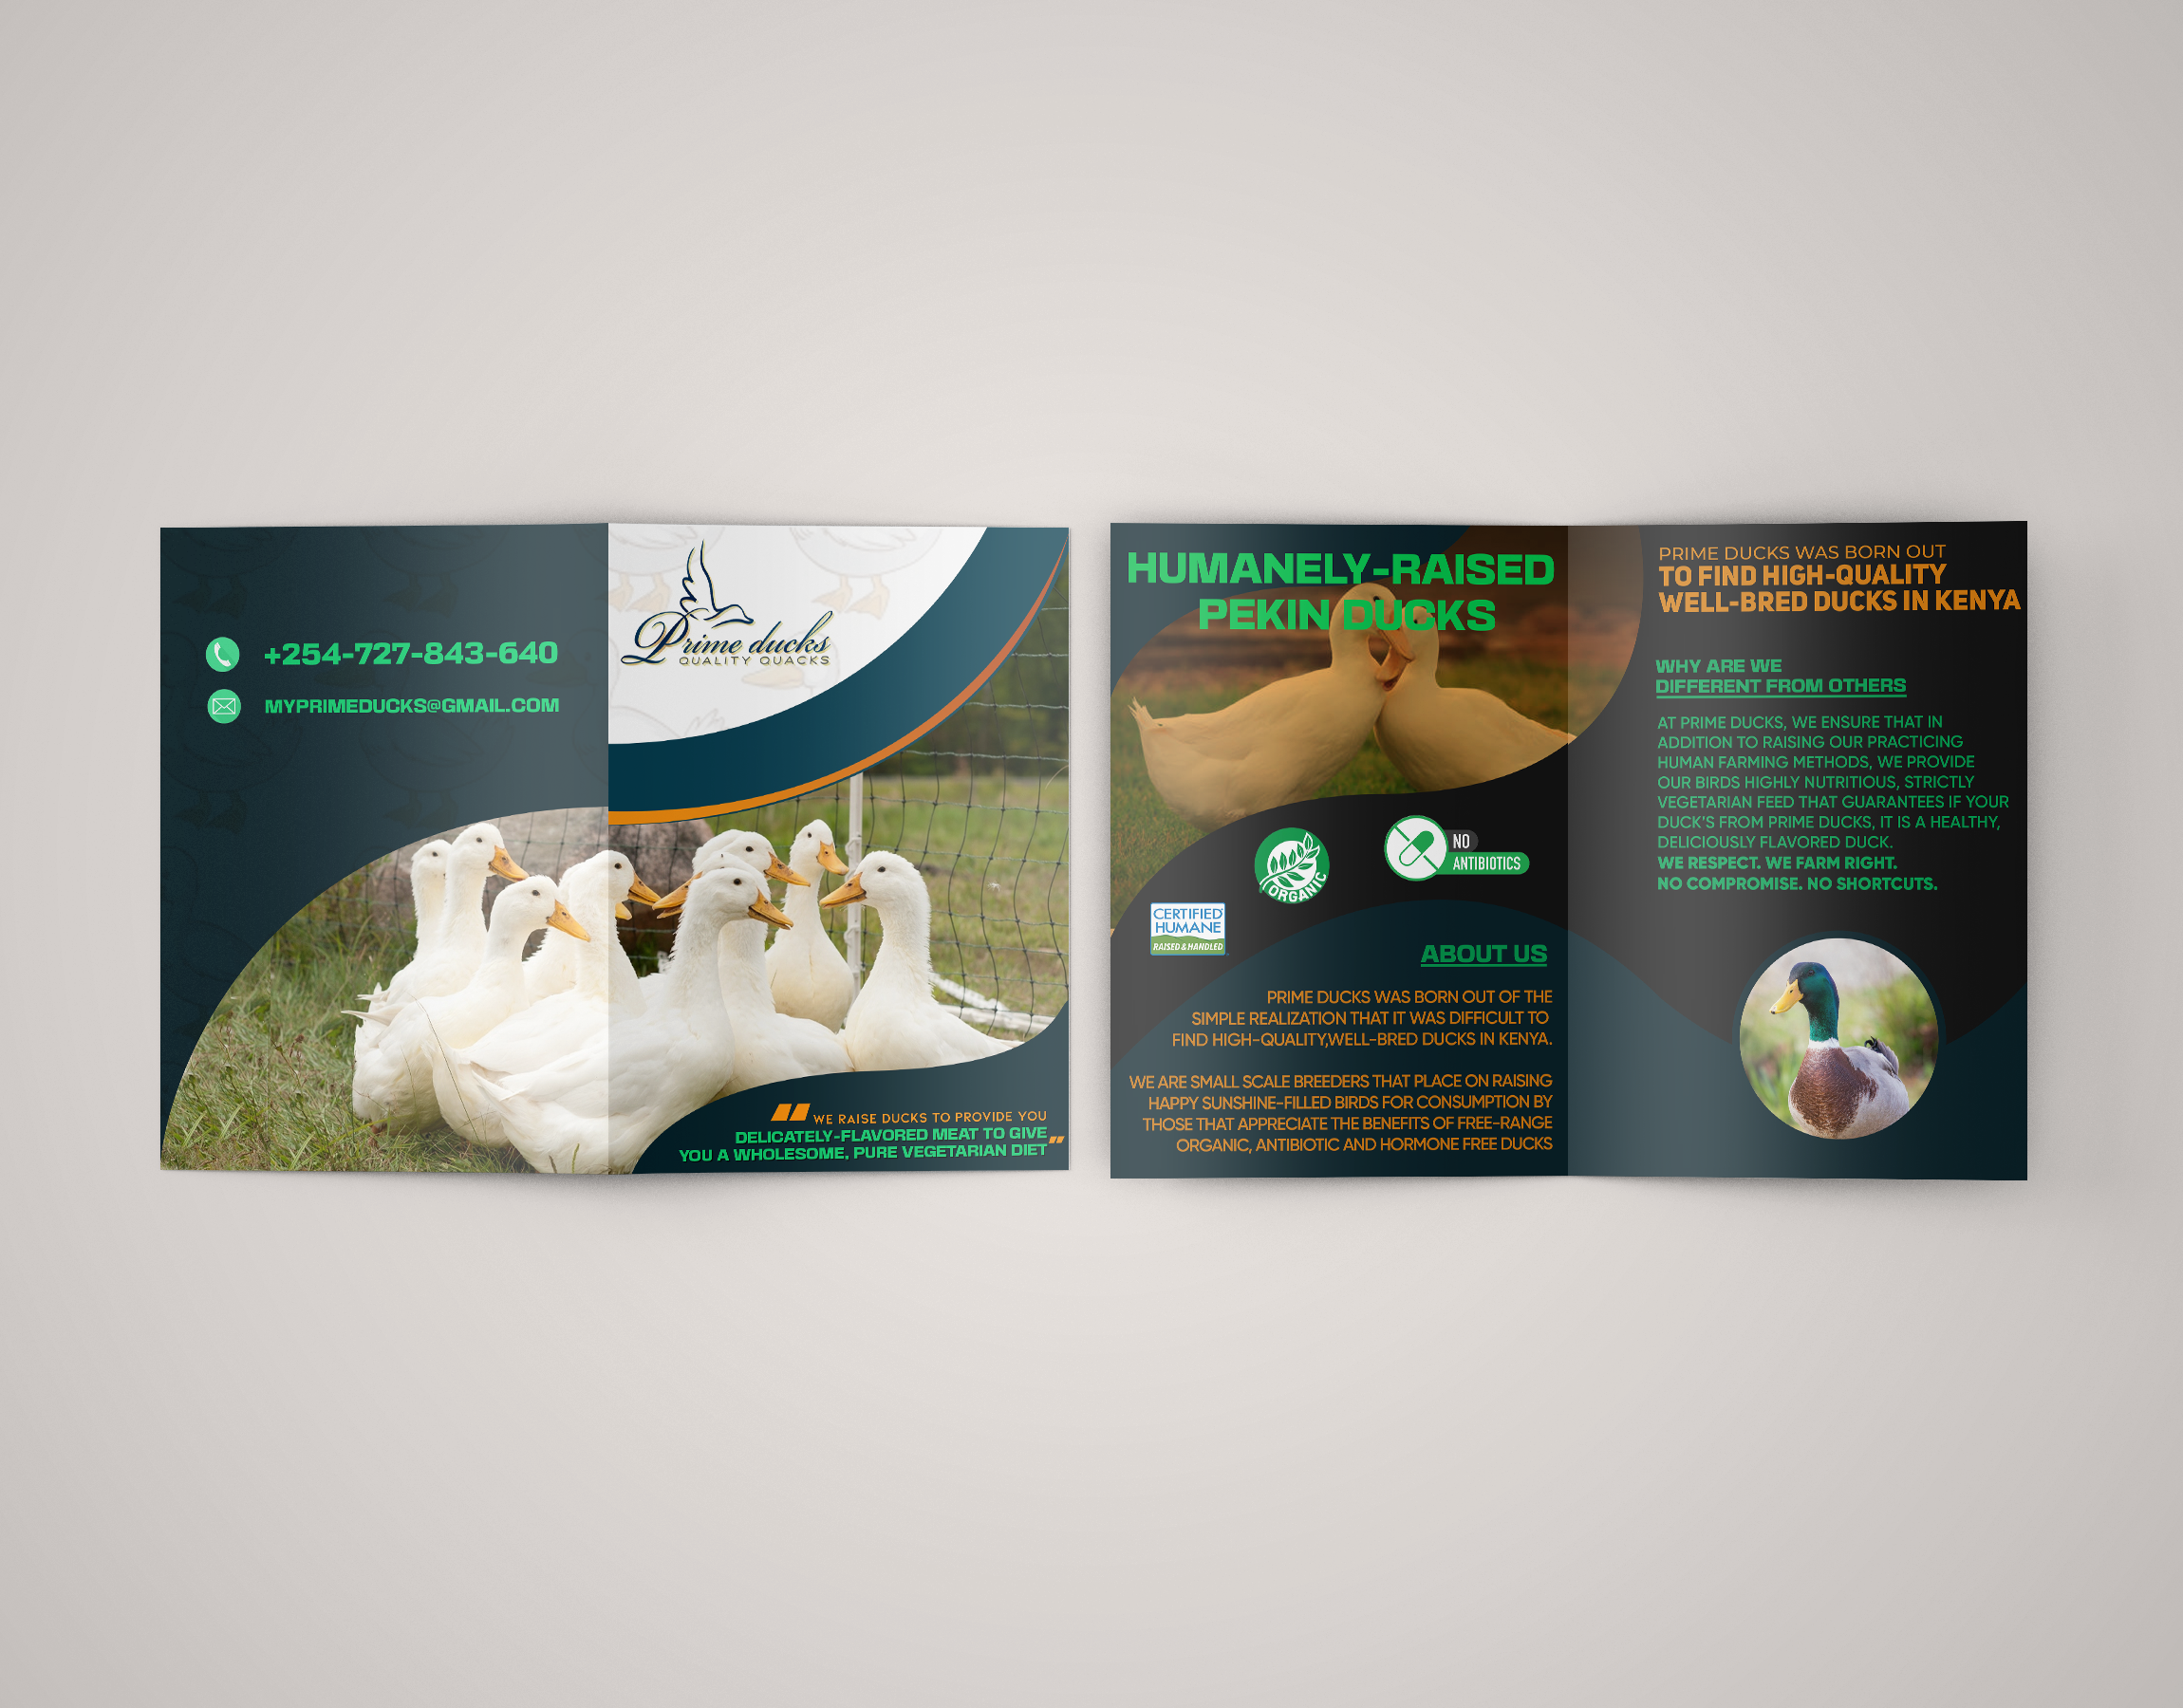 +254-727-843-640
MYPRIMEDUCKS@GMAIL.COM
Prime ducks
QUALITY QUACKS
WE RAISE DUCKS TO PROVIDE YOU
DELICATELY-FLAVORED MEAT TO GIVE
YOU A WHOLESOME, PURE VEGETARIAN DIET"
HUMANELY-RAISED
PEKIN DUCKS
ORGANIC
NO
ANTIBIOTICS
CERTIFIED
HUMANE
RAISED & HANDLED
ABOUT US
PRIME DUCKS WAS BORN OUT OF THE
SIMPLE REALIZATION THAT IT WAS DIFFICULT TO
FIND HIGH-QUALITY,WELL-BRED DUCKS IN KENYA.
WE ARE SMALL SCALE BREEDERS THAT PLACE ON RAISING
HAPPY SUNSHINE-FILLED BIRDS FOR CONSUMPTION BY
THOSE THAT APPRECIATE THE BENEFITS OF FREE-RANGE
ORGANIC, ANTIBIOTIC AND HORMONE FREE DUCKS
PRIME DUCKS WAS BORN OUT
TO FIND HIGH-QUALITY
WELL-BRED DUCKS IN KENYA
WHY ARE WE
DIFFERENT FROM OTHERS
AT PRIME DUCKS, WE ENSURE THAT IN
ADDITION TO RAISING OUR PRACTICING
HUMAN FARMING METHODS, WE PROVIDE
OUR BIRDS HIGHLY NUTRITIOUS, STRICTLY
VEGETARIAN FEED THAT GUARANTEES IF YOUR
DUCK'S FROM PRIME DUCKS, IT IS A HEALTHY,
DELICIOUSLY FLAVORED DUCK.
WE RESPECT. WE FARM RIGHT.
NO COMPROMISE. NO SHORTCUTS.